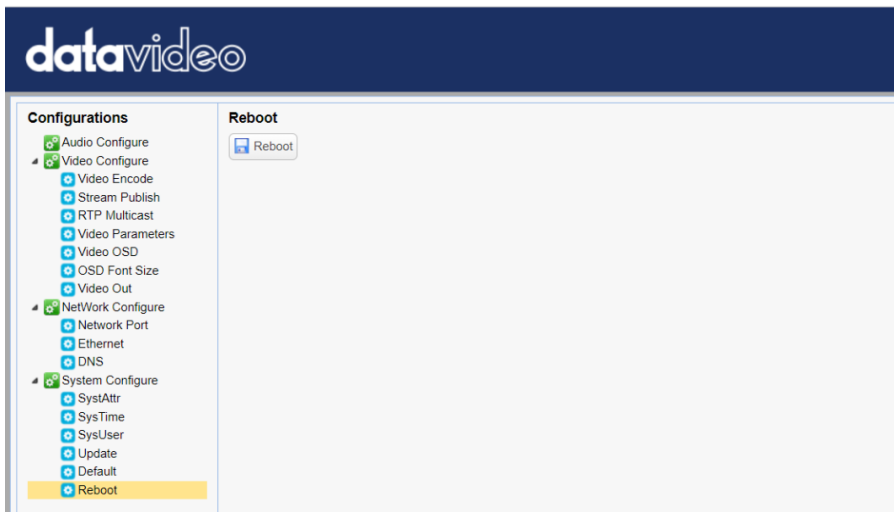 datavideo
Configurations
Audio Configure
Video Configure
Video Encode
Stream Publish
RTP Multicast
Video Parameters
Video OSD
OSD Font Size
Video Out
NetWork Configure
Network Port
Ethernet
DNS
System Configure
SystAttr
SysTime
SysUser
Update
Default
Reboot
Reboot
Reboot